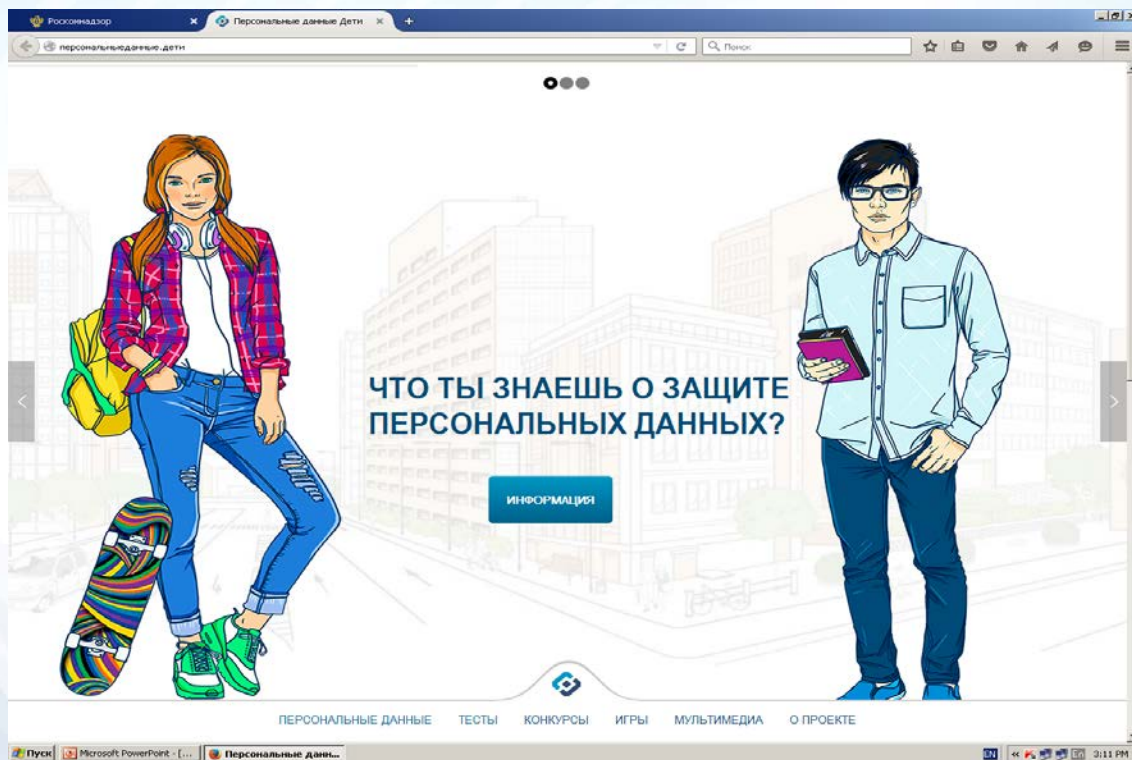 Роскомнадзор
Персональные данные Дети
персональныеданные.дети
Поиск
ЧТО ТЫ ЗНАЕШЬ О ЗАЩИТЕ
ПЕРСОНАЛЬНЫХ ДАННЫХ?
ИНФОРМАЦИЯ
ПЕРСОНАЛЬНЫЕ ДАННЫЕ ТЕСТЫ КОНКУРСЫ ИГРЫ МУЛЬТИМЕДИА О ПРОЕКТЕ
Пуск Microsoft PowerPoint - [... Персональные данн... EN 3:11 PM